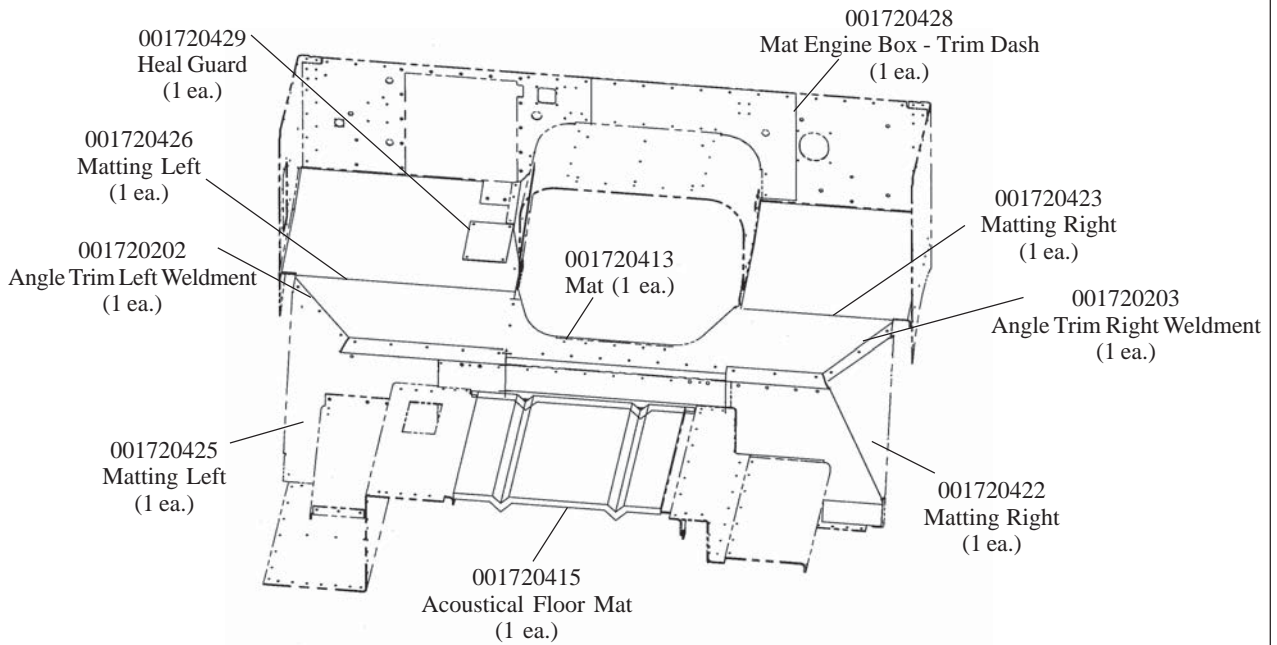 001720428
Mat Engine Box - Trim Dash
(1 ea.)
001720429
Heal Guard
(1 ea.)
001720426
Matting Left
(1 ea.)
001720423
Matting Right
(1 ea.)
001720202
Angle Trim Left Weldment
(1 ea.)
001720413
Mat (1 ea.)
001720203
Angle Trim Right Weldment
(1 ea.)
001720425
Matting Left
(1 ea.)
001720422
Matting Right
(1 ea.)
001720415
Acoustical Floor Mat
(1 ea.)